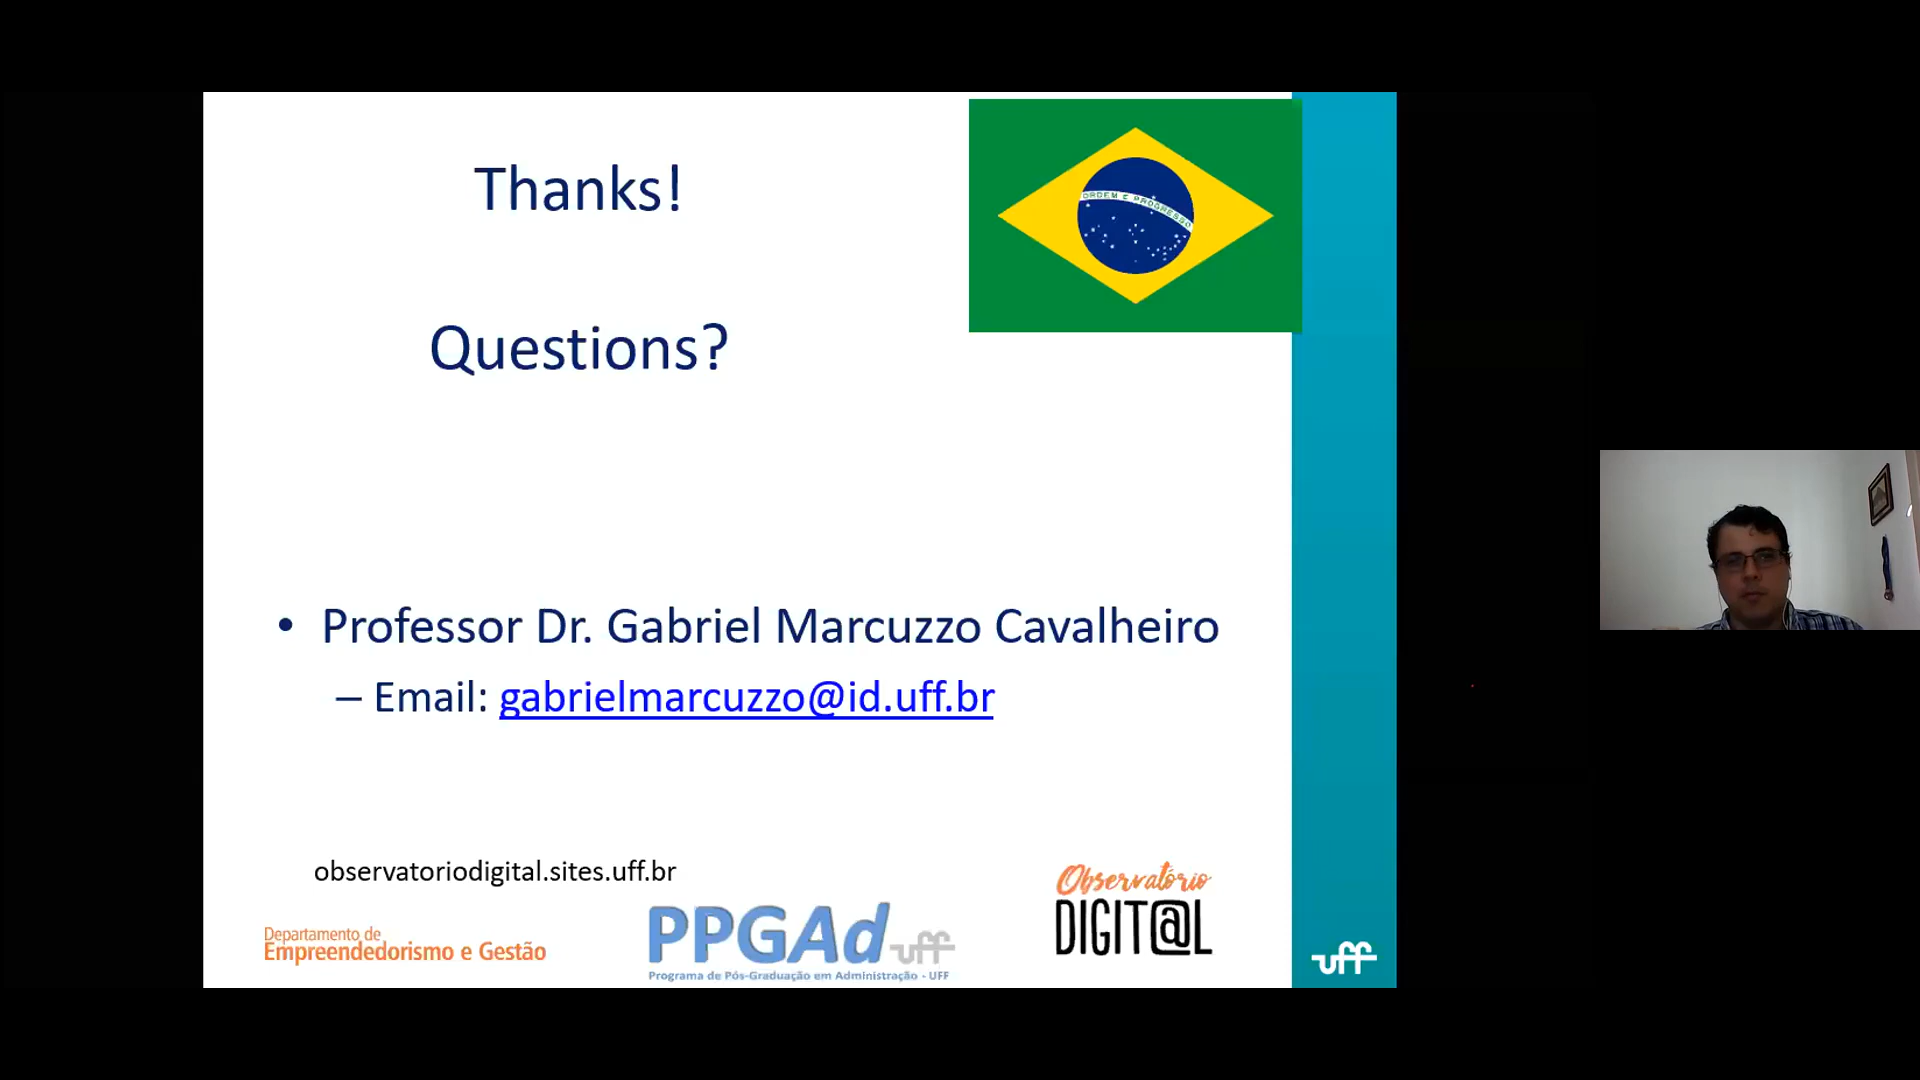 Thanks!
ORDEM E PROGRESSO
Questions?
• Professor Dr. Gabriel Marcuzzo Cavalheiro
– Email: gabrielmarcuzzo@id.uff.br
observatoriodigital.sites.uff.br
Departamento de
Empreendedorismo e Gestão
PPGAd uff
Programa de Pós-Graduação em Administração - UFF
Observatório
DIGIT@L
uff